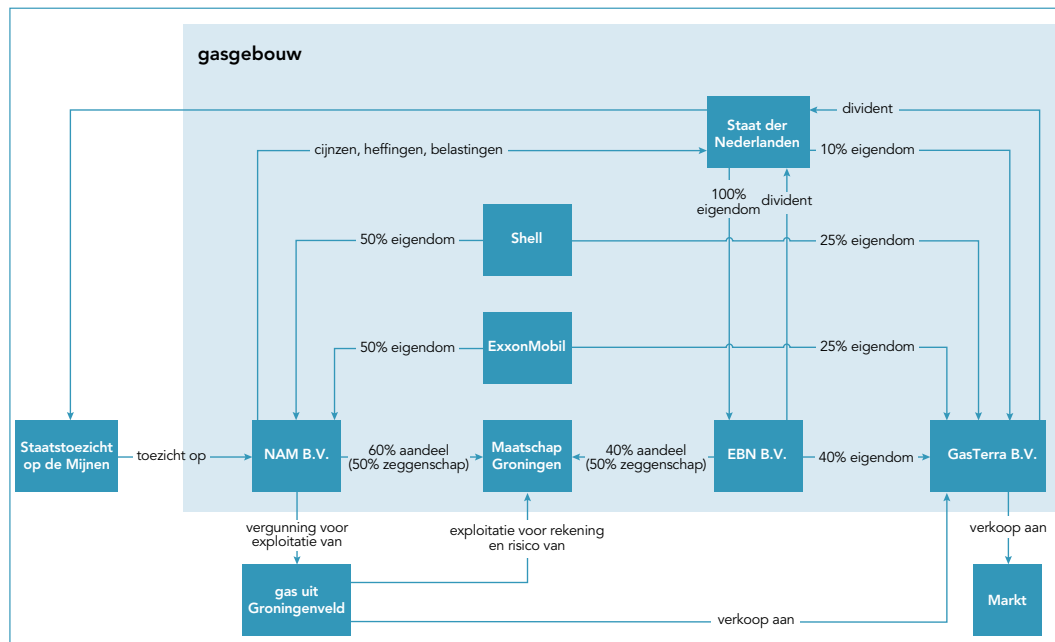 gasgebouw
divident
Staat der
Nederlanden
cijnzen, heffingen, belastingen
10% eigendom
100%
eigendom
divident
50% eigendom
Shell
25% eigendom
50% eigendom
ExxonMobil
25% eigendom
Staatstoezicht
op de Mijnen
toezicht op
NAM B.V.
60% aandeel
(50% zeggenschap)
Maatschap
Groningen
40% aandeel
(50% zeggenschap)
EBN B.V.
40% eigendom
GasTerra B.V.
vergunning voor
exploitatie van
exploitatie voor rekening
en risico van
verkoop aan
gas uit
Groningenveld
verkoop aan
Markt